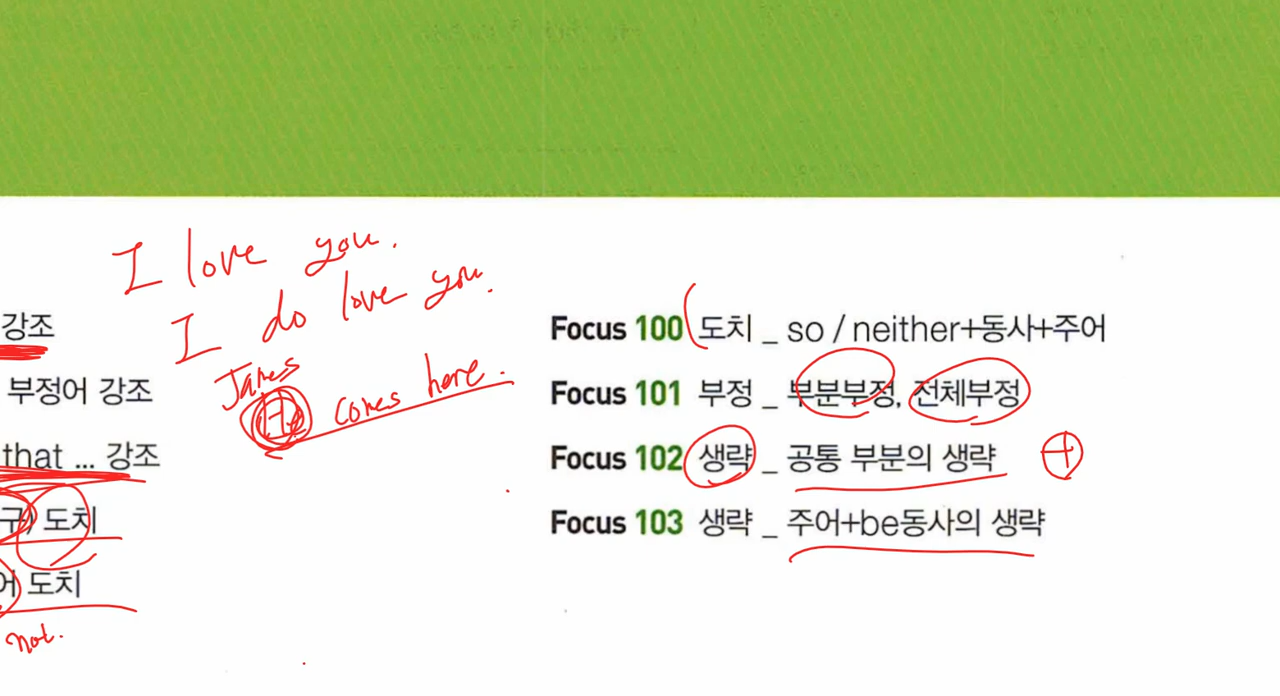 I love you.
I do love you.
James
He comes here.
강조
부정어 강조
that ... 강조
구) 도치
어 도치
not.
Focus 100 도치 _ so / neither+동사+주어
Focus 101 부정 _ 부분부정, 전체부정
Focus 102 생략 _ 공통 부분의 생략
Focus 103 생략 _ 주어+be동사의 생략